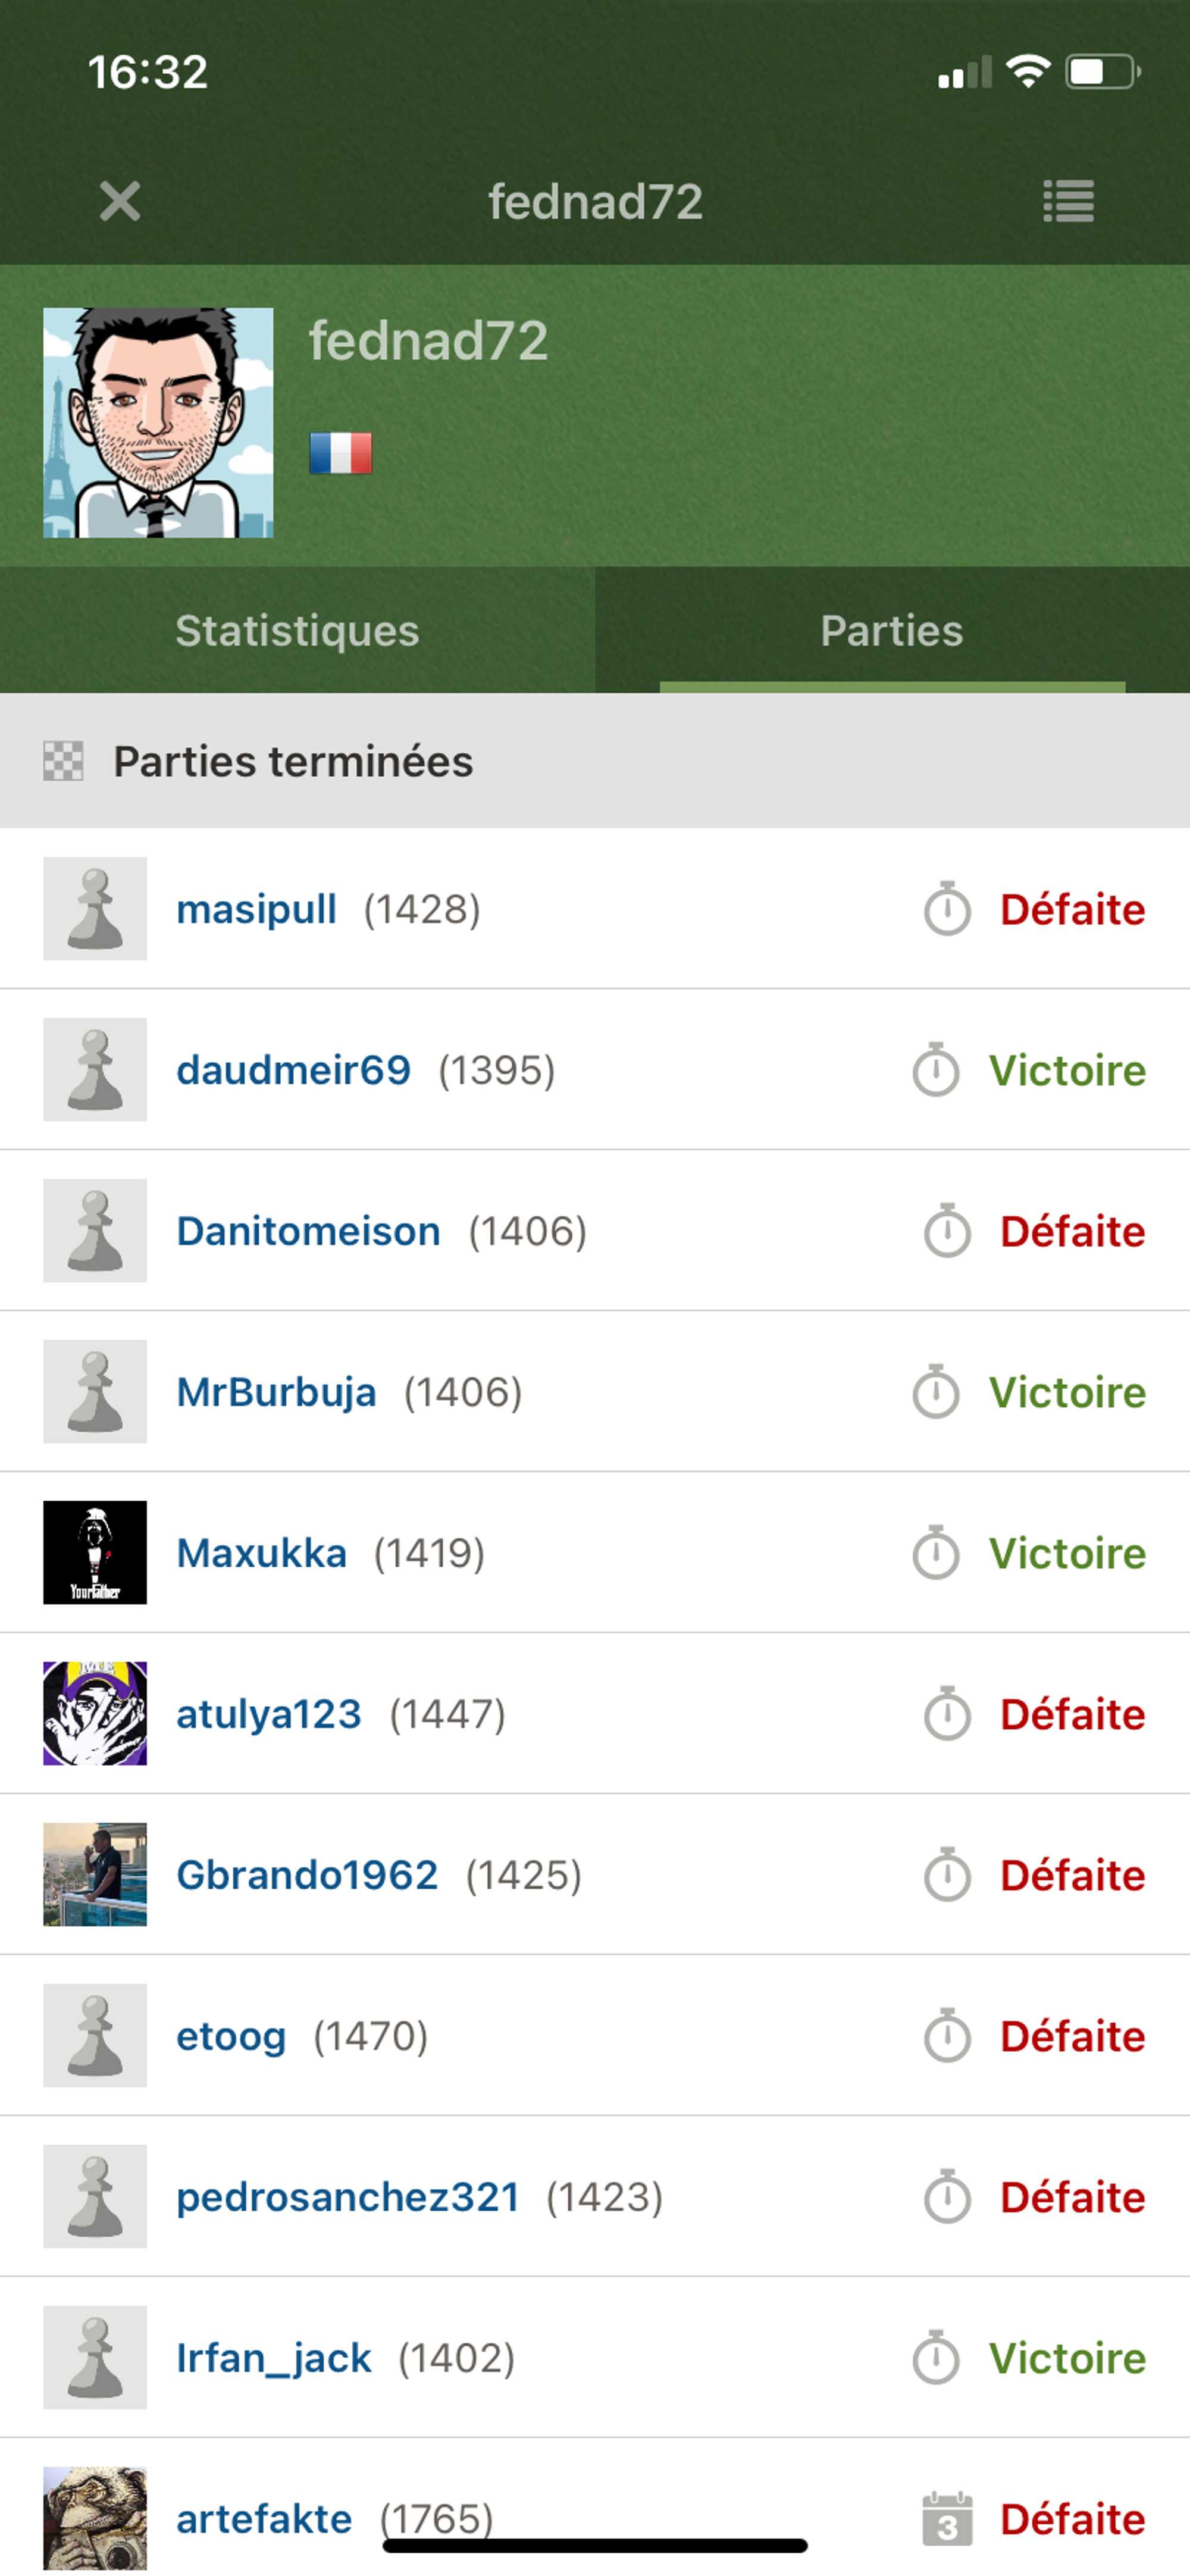 16:32
fednad72
fednad72
Statistiques Parties
Parties terminées
masipull (1428) Défaite
daudmeir69 (1395) Victoire
Danitomeison (1406) Défaite
MrBurbuja (1406) Victoire
YourFather
Maxukka (1419) Victoire
atulya123 (1447) Défaite
Gbrando1962 (1425) Défaite
etoog (1470) Défaite
pedrosanchez321 (1423) Défaite
Irfan_jack (1402) Victoire
artefakte (1765) 3 Défaite